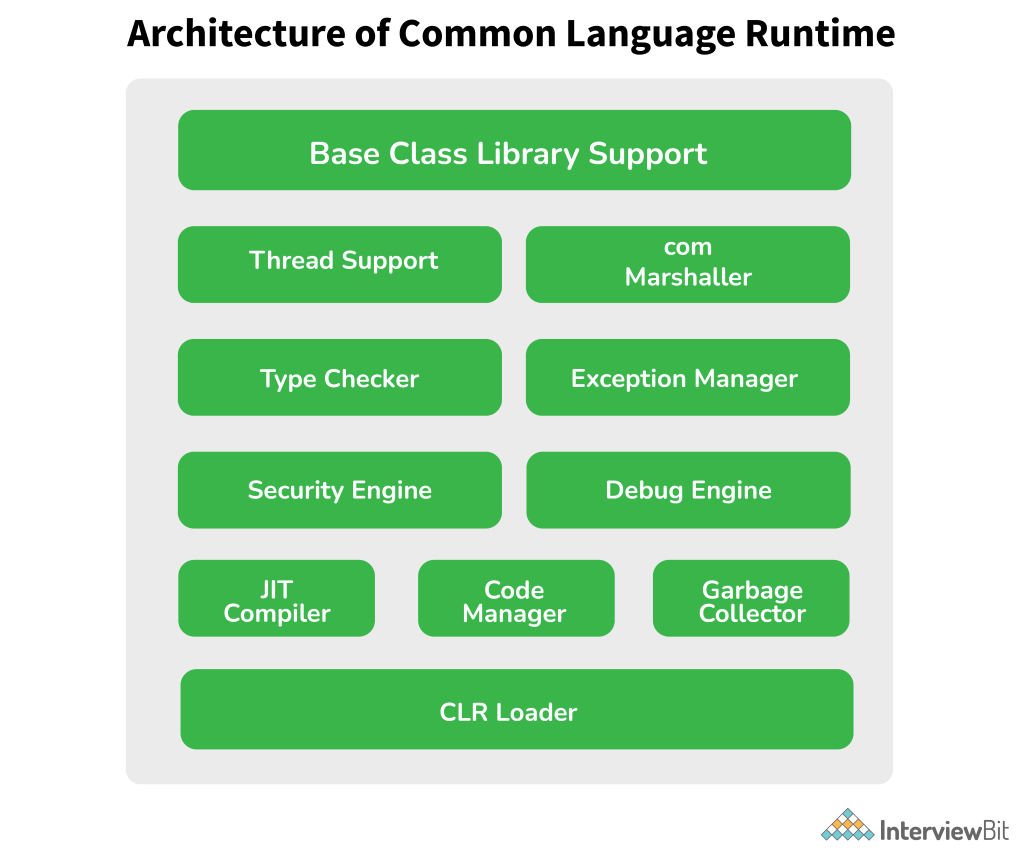 Architecture of Common Language Runtime
Base Class Library Support
Thread Support
com
Marshaller
Type Checker
Exception Manager
Security Engine
Debug Engine
JIT
Compiler
Code
Manager
Garbage
Collector
CLR Loader
InterviewBit